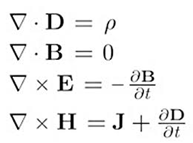 ∇ · D = ρ
∇ · B = 0
∇ × E = −∂B/∂t
∇ × H = J + ∂D/∂t